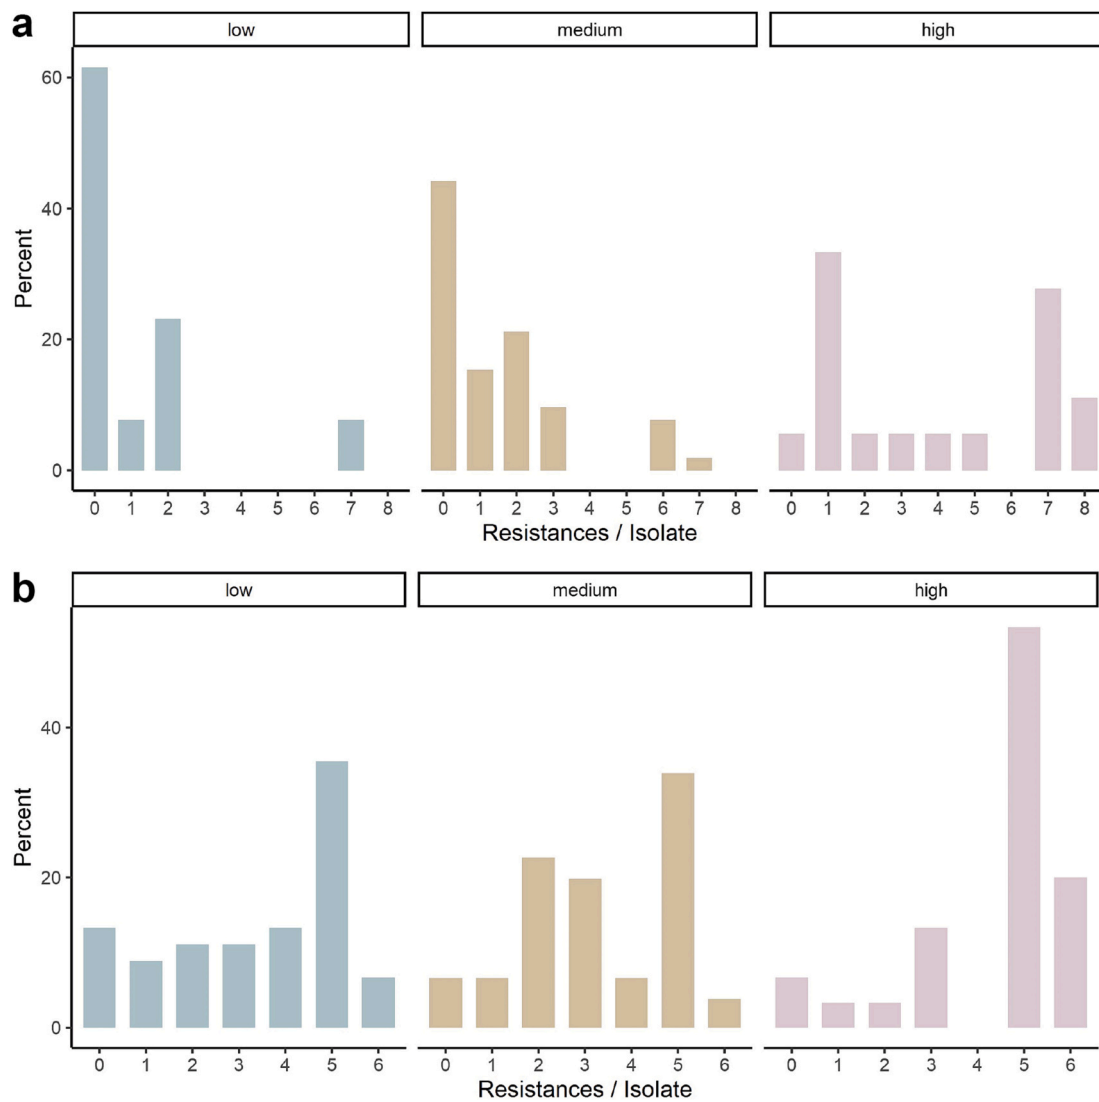 a
low medium high
60
40
20
0
Percent
0 1 2 3 4 5 6 7 8 0 1 2 3 4 5 6 7 8 0 1 2 3 4 5 6 7 8
Resistances / Isolate
b
low medium high
40
20
0
Percent
0 1 2 3 4 5 6 0 1 2 3 4 5 6 0 1 2 3 4 5 6
Resistances / Isolate